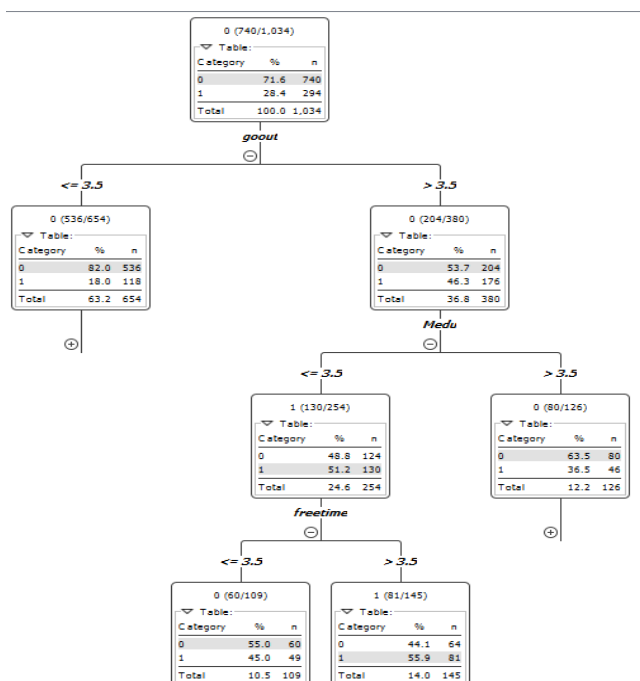 0 (740/1,034)
Table:
Category % n
0 71.6 740
1 28.4 294
Total 100.0 1,034
goout
<= 3.5
> 3.5
0 (536/654)
Table:
Category % n
0 82.0 536
1 18.0 118
Total 63.2 654
0 (204/380)
Table:
Category % n
0 53.7 204
1 46.3 176
Total 36.8 380
Medu
<= 3.5
> 3.5
1 (130/254)
Table:
Category % n
0 48.8 124
1 51.2 130
Total 24.6 254
0 (80/126)
Table:
Category % n
0 63.5 80
1 36.5 46
Total 12.2 126
freetime
<= 3.5
> 3.5
0 (60/109)
Table:
Category % n
0 55.0 60
1 45.0 49
Total 10.5 109
1 (81/145)
Table:
Category % n
0 44.1 64
1 55.9 81
Total 14.0 145